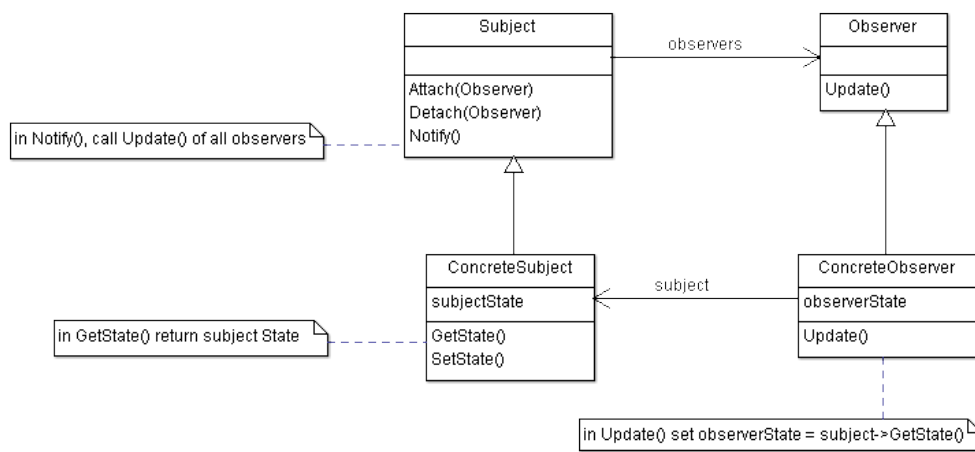 Subject
Observer
observers
Attach(Observer)
Detach(Observer)
Notify()
Update()
in Notify(), call Update() of all observers
ConcreteSubject
ConcreteObserver
subjectState
subject
observerState
in GetState() return subject State
GetState()
SetState()
Update()
in Update() set observerState = subject->GetState()